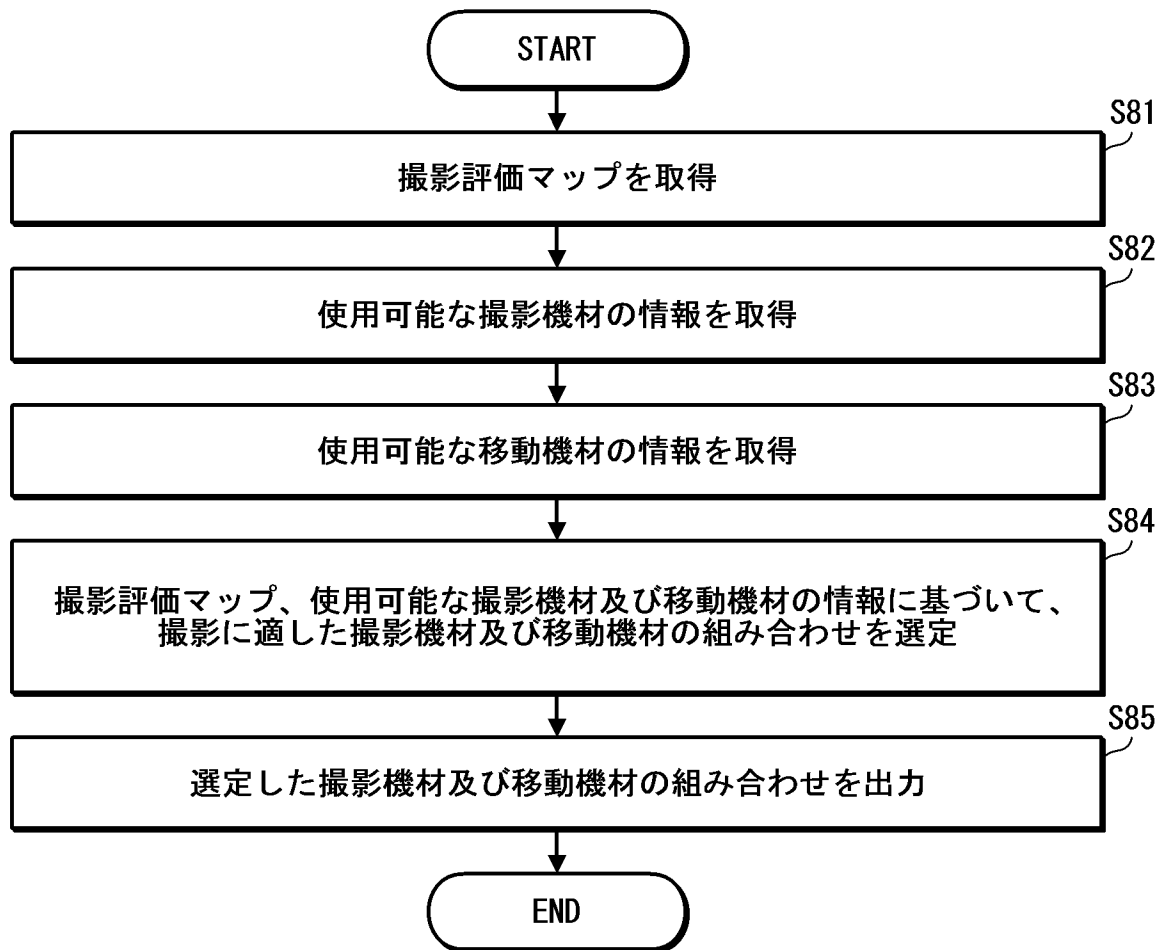 START
S81
撮影評価マップを取得
S82
使用可能な撮影機材の情報を取得
S83
使用可能な移動機材の情報を取得
S84
撮影評価マップ、使用可能な撮影機材及び移動機材の情報に基づいて、
撮影に適した撮影機材及び移動機材の組み合わせを選定
S85
選定した撮影機材及び移動機材の組み合わせを出力
END